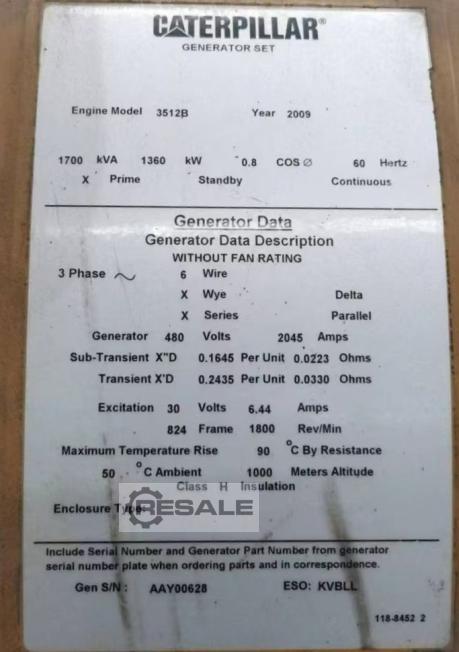 CATERPILLAR®
GENERATOR SET
Engine Model 3512B Year 2009
1700 kVA 1360 kW 0.8 COS ∅ 60 Hertz
X Prime Standby Continuous
Generator Data
Generator Data Description
WITHOUT FAN RATING
3 Phase ~ 6 Wire
X Wye Delta
X Series Parallel
Generator 480 Volts 2045 Amps
Sub-Transient X"D 0.1645 Per Unit 0.0223 Ohms
Transient X'D 0.2435 Per Unit 0.0330 Ohms
Excitation 30 Volts 6.44 Amps
824 Frame 1800 Rev/Min
Maximum Temperature Rise 90 °C By Resistance
50 °C Ambient 1000 Meters Altitude
Class H Insulation
Enclosure Type:
RESALE
Include Serial Number and Generator Part Number from generator
serial number plate when ordering parts and in correspondence.
Gen S/N : AAY00628 ESO: KVBLL
118-8452 2